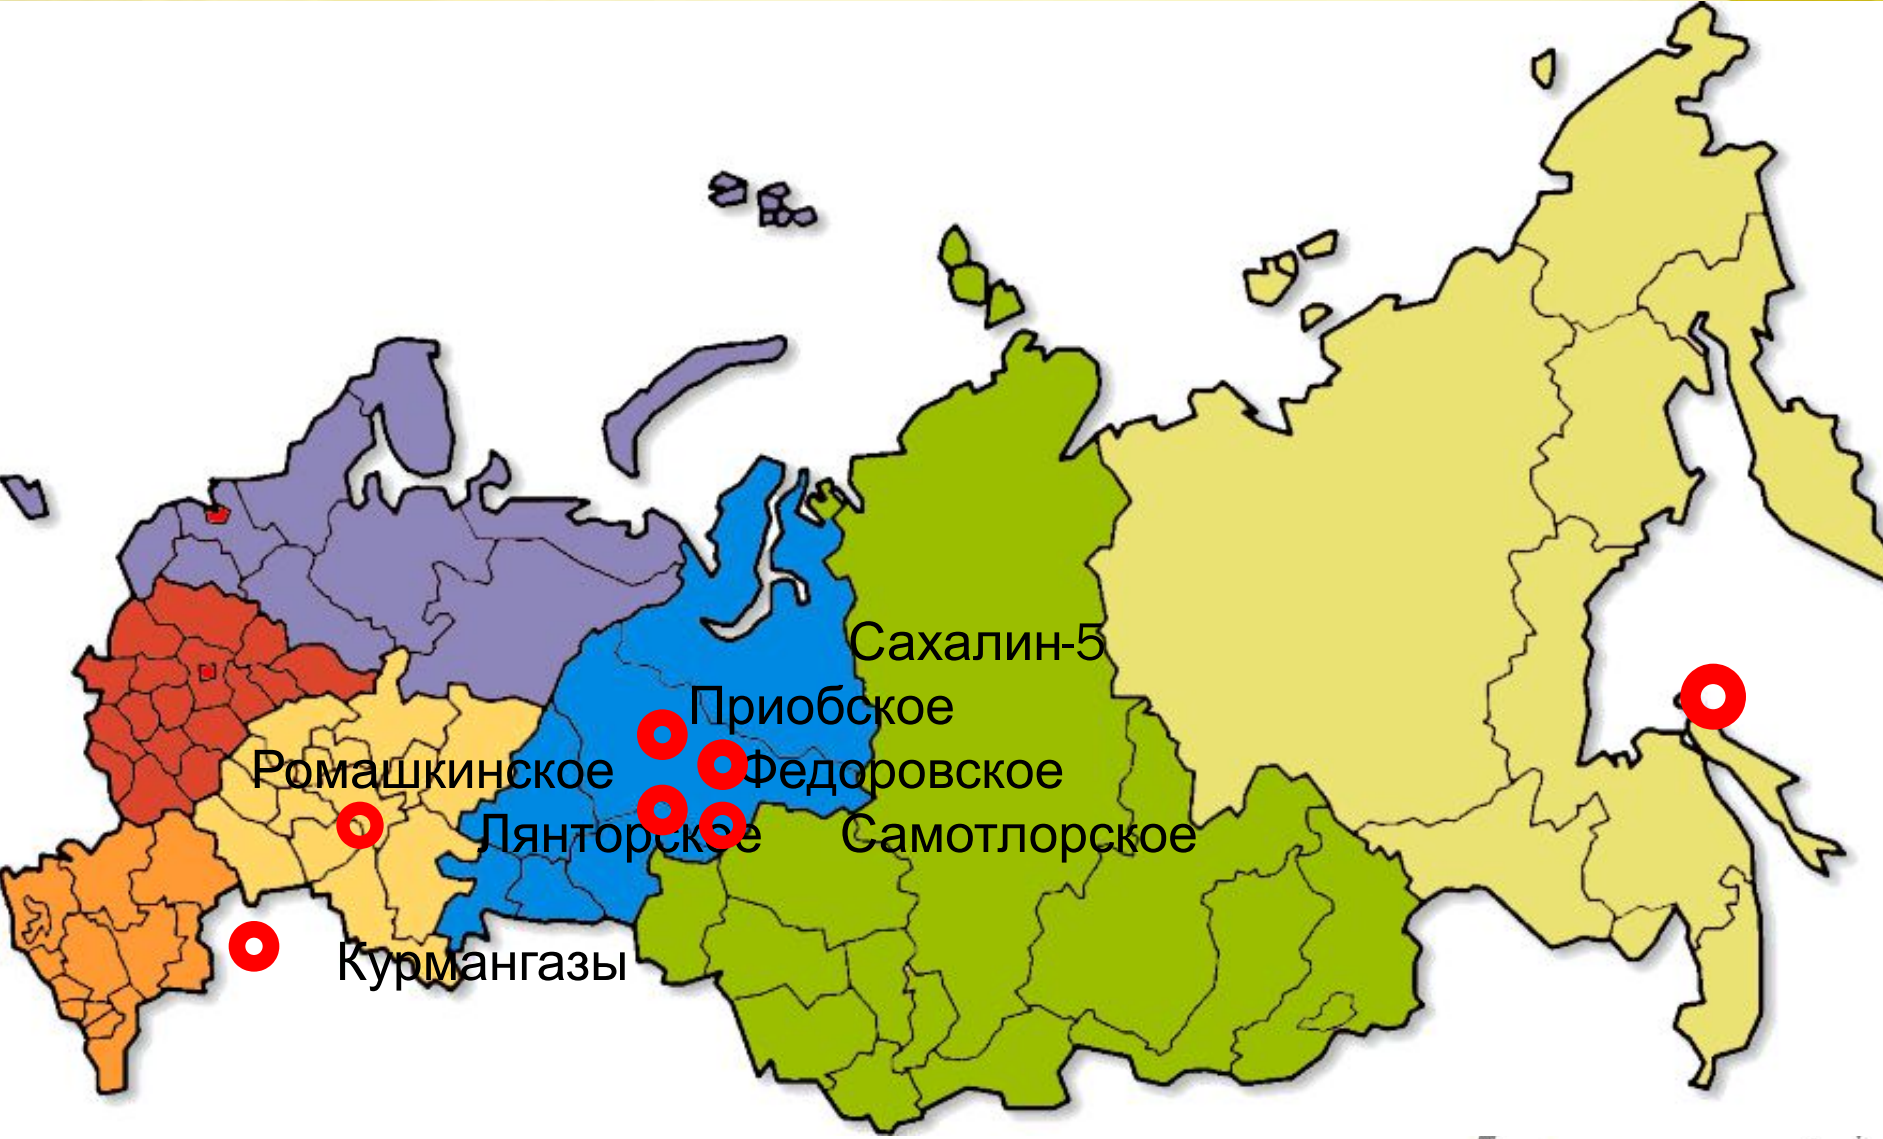 Сахалин-5
Приобское
Ромашкинское Федоровское
Лянторское Самотлорское
Курмангазы